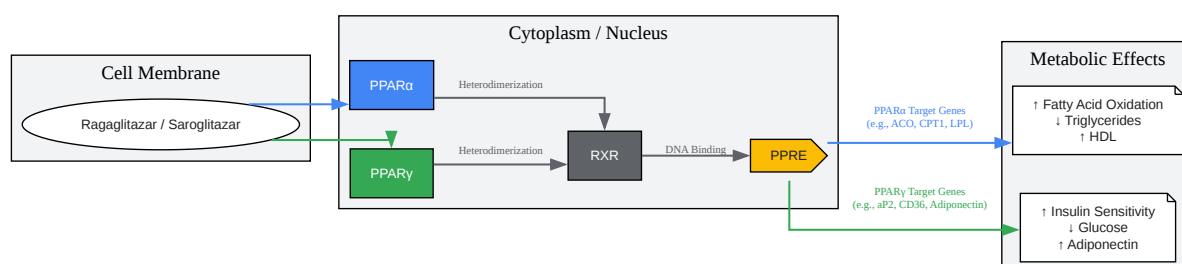 Cell Membrane
Ragaglitazar / Saroglitazar
Cytoplasm / Nucleus
PPARα
Heterodimerization
PPARγ
Heterodimerization
RXR
DNA Binding
PPRE
PPARα Target Genes
(e.g., ACO, CPT1, LPL)
PPARγ Target Genes
(e.g., aP2, CD36, Adiponectin)
Metabolic Effects
↑ Fatty Acid Oxidation
↓ Triglycerides
↑ HDL
↑ Insulin Sensitivity
↓ Glucose
↑ Adiponectin